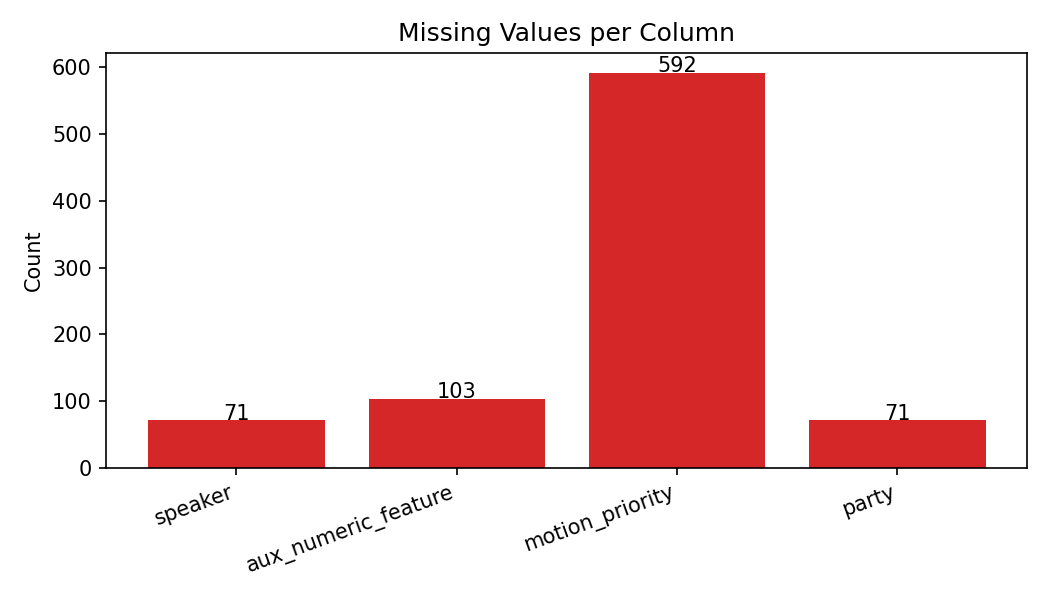 Missing Values per Column
600
500
400
300
200
100
0
Count
71
103
592
71
speaker
aux_numeric_feature
motion_priority
party